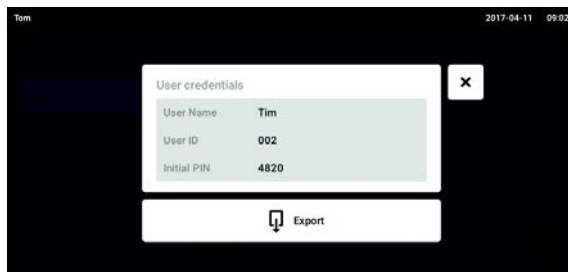 Tom 2017-04-11 09:02
User credentials
User Name Tim
User ID 002
Initial PIN 4820
Export